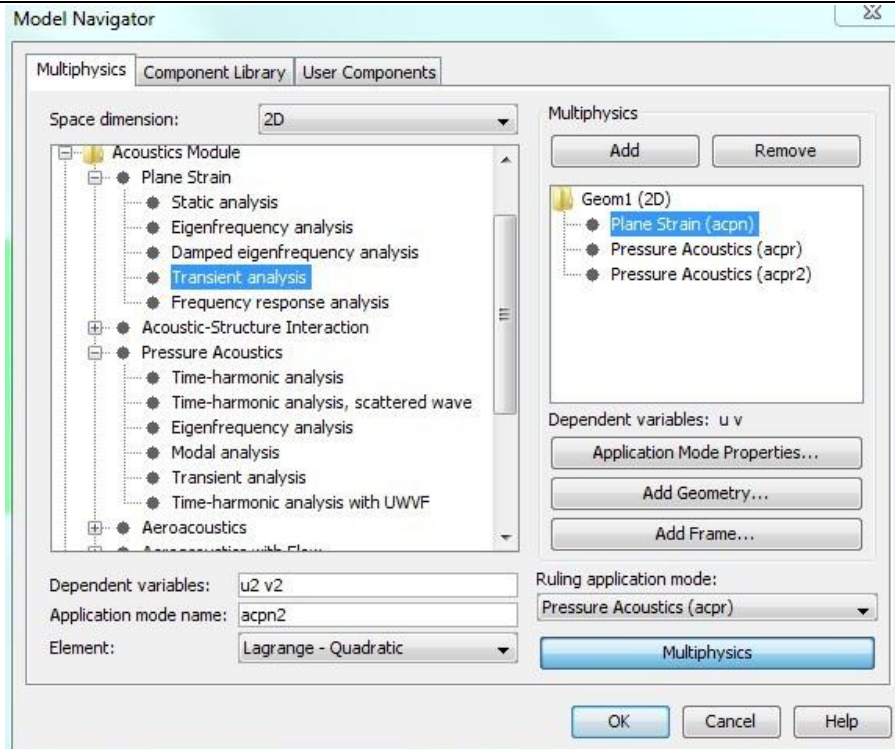 Model Navigator
Multiphysics Component Library User Components
Space dimension: 2D
Acoustics Module
Plane Strain
Static analysis
Eigenfrequency analysis
Damped eigenfrequency analysis
Transient analysis
Frequency response analysis
Acoustic-Structure Interaction
Pressure Acoustics
Time-harmonic analysis
Time-harmonic analysis, scattered wave
Eigenfrequency analysis
Modal analysis
Transient analysis
Time-harmonic analysis with UWVF
Aeroacoustics
Dependent variables: u2 v2
Application mode name: acpn2
Element: Lagrange - Quadratic
Multiphysics
Add Remove
Geom1 (2D)
Plane Strain (acpn)
Pressure Acoustics (acpr)
Pressure Acoustics (acpr2)
Dependent variables: u v
Application Mode Properties...
Add Geometry...
Add Frame...
Ruling application mode:
Pressure Acoustics (acpr)
Multiphysics
OK Cancel Help